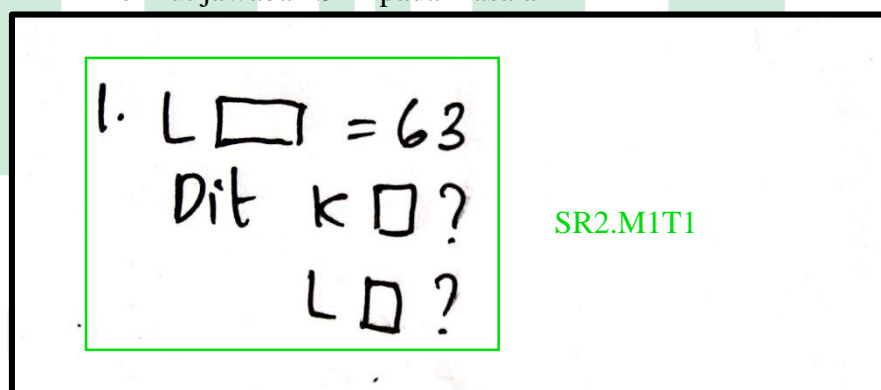 1. L ▭ = 63
Dit K □ ?
L □ ?
SR2.M1T1